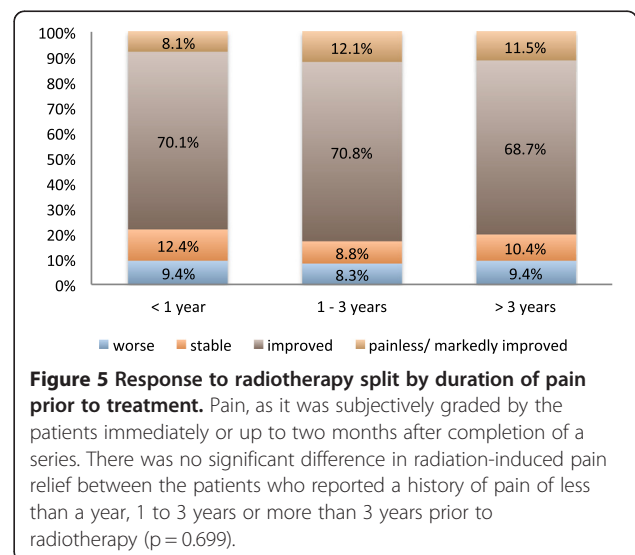 100%
90%
80%
70%
60%
50%
40%
30%
20%
10%
0%
8.1% 12.1% 11.5%
70.1% 70.8% 68.7%
12.4% 8.8% 10.4%
9.4% 8.3% 9.4%
< 1 year 1 - 3 years > 3 years
worse stable improved painless/ markedly improved
Figure 5 Response to radiotherapy split by duration of pain
prior to treatment. Pain, as it was subjectively graded by the
patients immediately or up to two months after completion of a
series. There was no significant difference in radiation-induced pain
relief between the patients who reported a history of pain of less
than a year, 1 to 3 years or more than 3 years prior to
radiotherapy (p = 0.699).